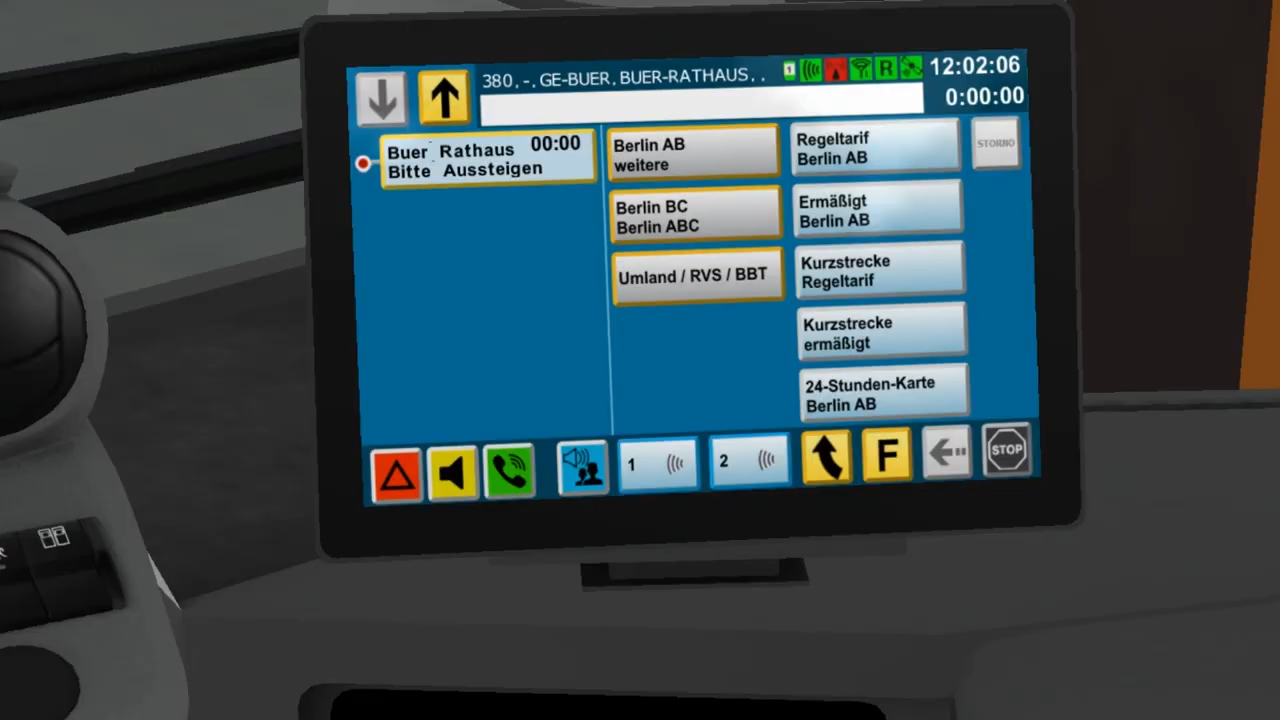 380,-, GE-BUER, BUER-RATHAUS, .
1
R
12:02:06
0:00:00
Buer Rathaus 00:00
Bitte Aussteigen
Berlin AB
weitere
Berlin BC
Berlin ABC
Umland / RVS / BBT
Regeltarif
Berlin AB
Ermäßigt
Berlin AB
Kurzstrecke
Regeltarif
Kurzstrecke
ermäßigt
24-Stunden-Karte
Berlin AB
STORNO
1
2
F
STOP